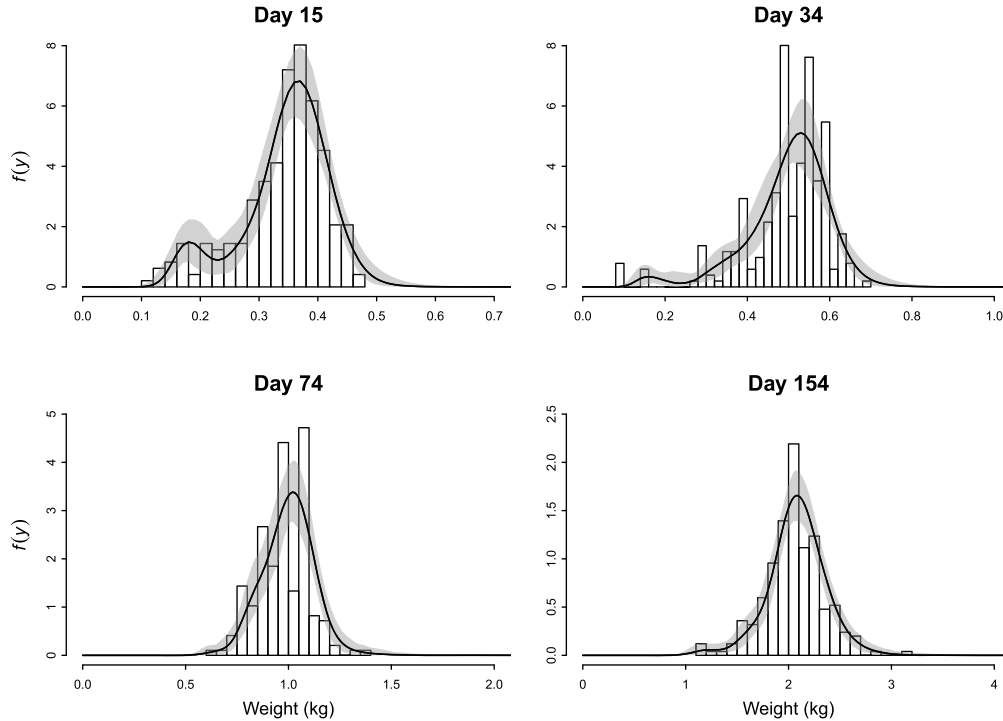 Day 15
Day 34
f(y)
0 2 4 6 8
0 2 4 6 8
0.0 0.1 0.2 0.3 0.4 0.5 0.6 0.7
0.0 0.2 0.4 0.6 0.8 1.0
Day 74
Day 154
f(y)
0 1 2 3 4 5
0.0 0.5 1.0 1.5 2.0 2.5
0.0 0.5 1.0 1.5 2.0
0 1 2 3 4
Weight (kg)
Weight (kg)